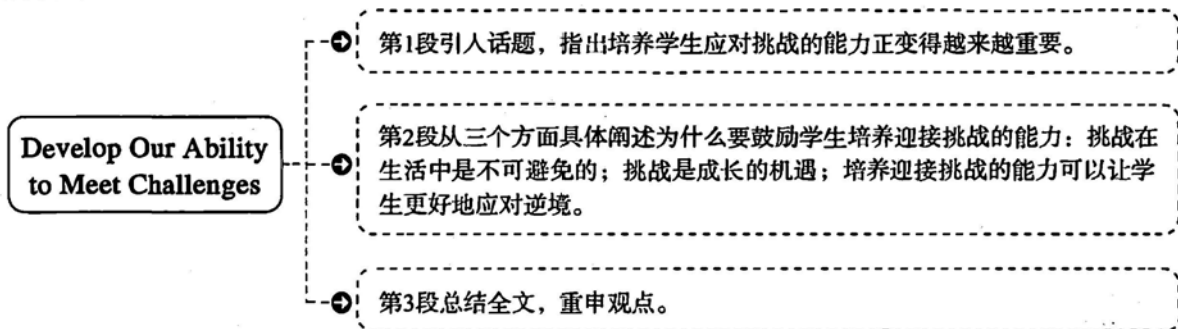 Develop Our Ability
to Meet Challenges
第1段引人话题，指出培养学生应对挑战的能力正变得越来越重要。
第2段从三个方面具体阐述为什么要鼓励学生培养迎接挑战的能力：挑战在
生活中是不可避免的；挑战是成长的机遇；培养迎接挑战的能力可以让学
生更好地应对逆境。
第3段总结全文，重申观点。